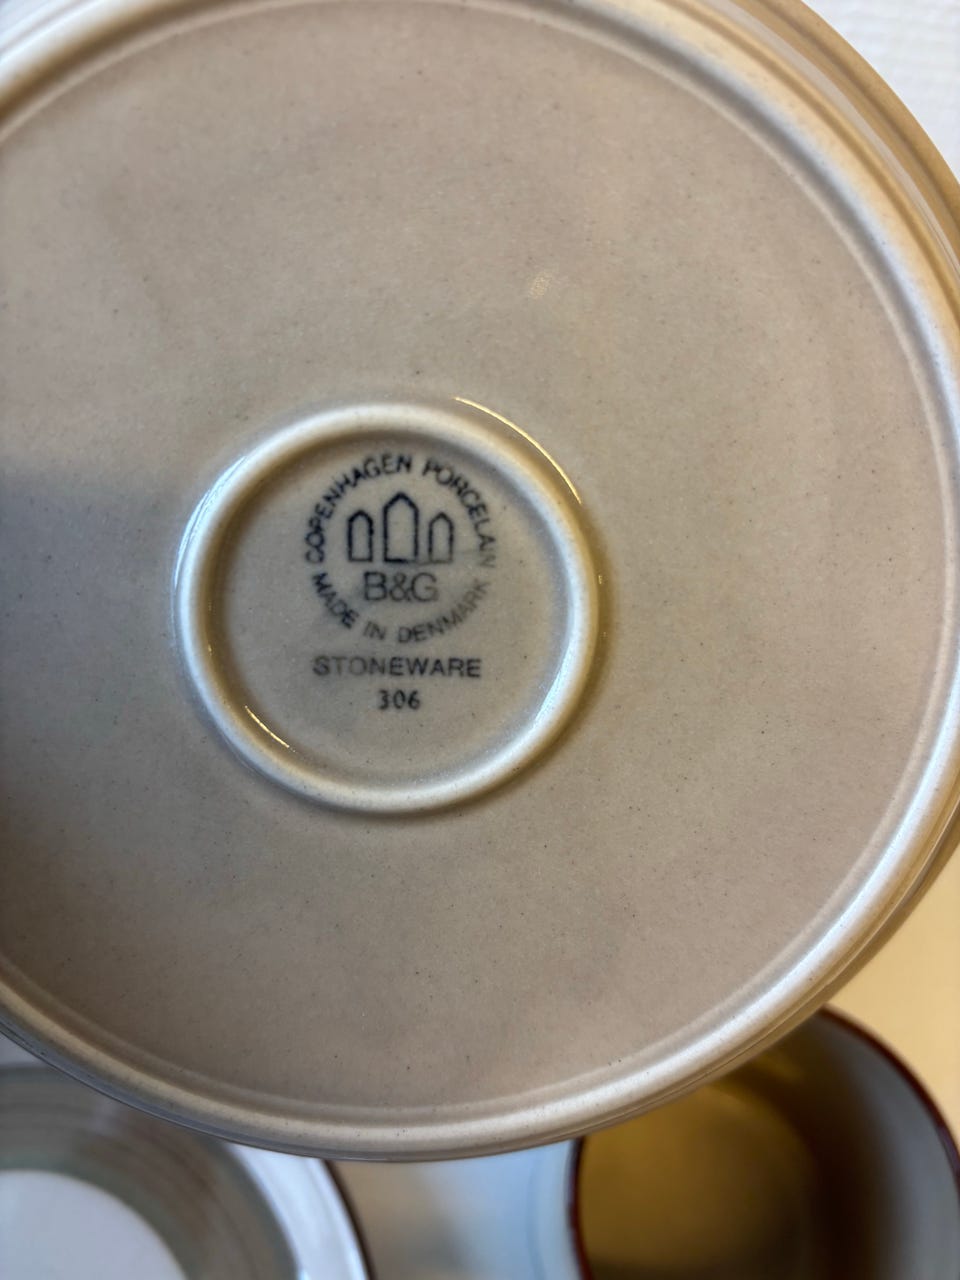 COPENHAGEN PORCELAIN
B&G
MADE IN DENMARK
STONEWARE
306